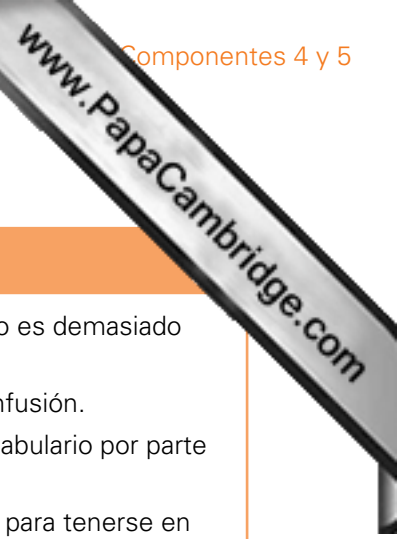 Componentes 4 y 5
www.PapaCambridge.com
o es demasiado
nfusión.
abulario por parte
para tenerse en